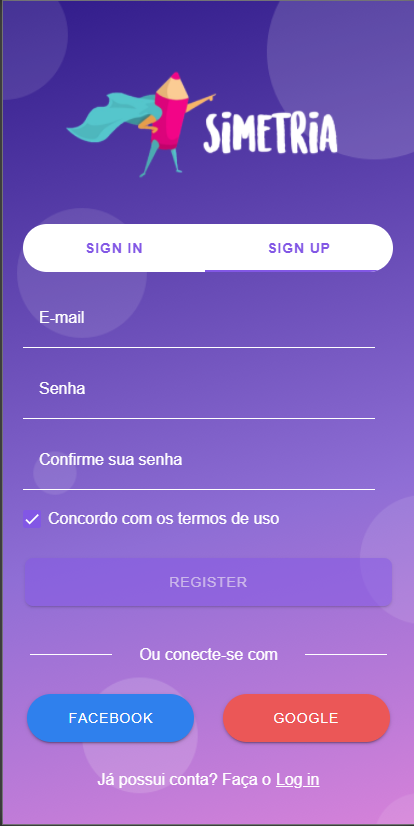 SiMETRiA
SIGN IN SIGN UP
E-mail
Senha
Confirme sua senha
Concordo com os termos de uso
REGISTER
Ou conecte-se com
FACEBOOK GOOGLE
Já possui conta? Faça o Log in